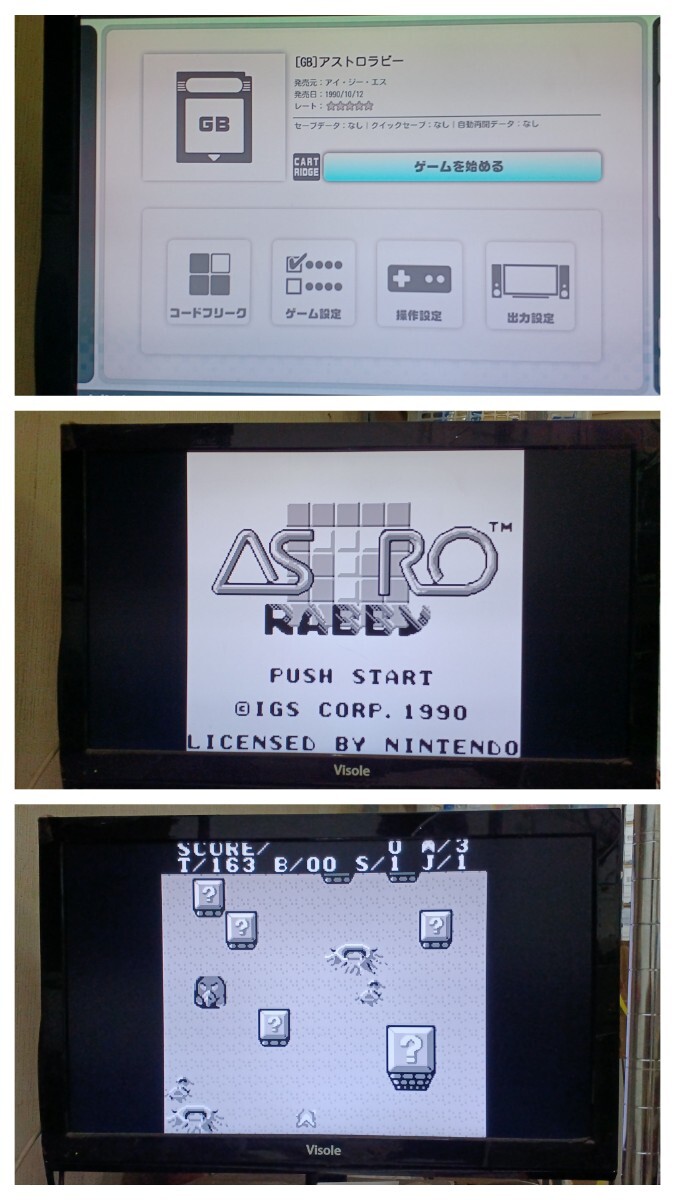 [GB]アストロラビー
発売元：アイ・ジー・エス
発売日：1990/10/12
レート：☆☆☆☆☆
セーブデータ：なし｜クイックセーブ：なし｜自動再開データ：なし
GB
CART
RIDGE
ゲームを始める
コードフリーク
ゲーム設定
操作設定
出力設定
ASTRO
TM
RABBY
PUSH START
©IGS CORP. 1990
LICENSED BY NINTENDO
Visole
SCORE/ 0 /3
T/163 B/00 S/1 J/1
?
?
?
?
?
Visole